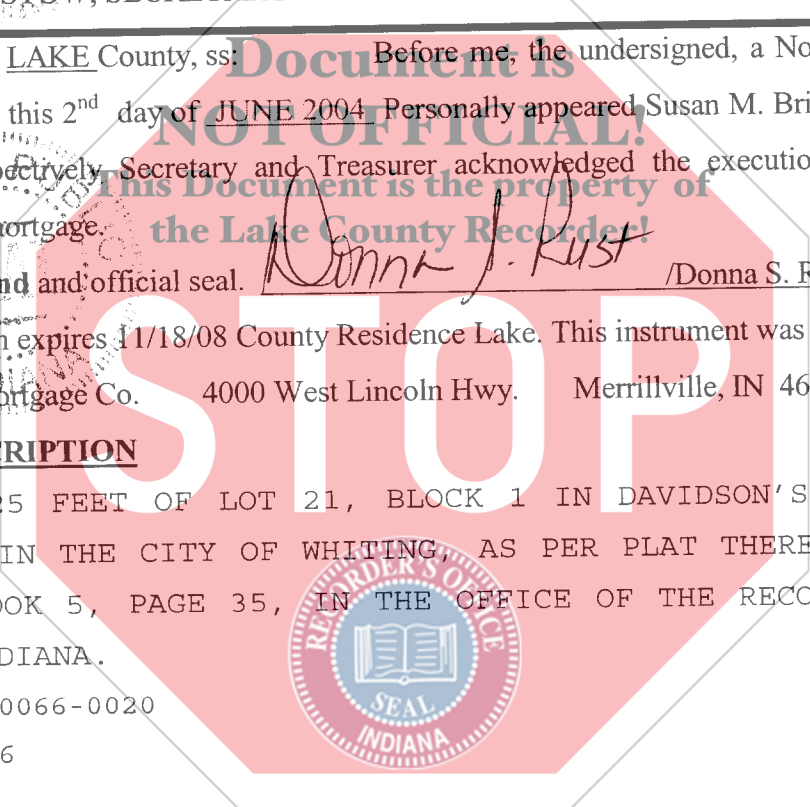 LAKE County, ss: Before me, the undersigned, a No
this 2nd day of JUNE 2004 Personally appeared Susan M. Bri
pectively Secretary and Treasurer acknowledged the executio
ortgage.
nd and official seal. Donna S. Rust /Donna S. R
n expires 11/18/08 County Residence Lake. This instrument was
ortgage Co. 4000 West Lincoln Hwy. Merrillville, IN 46
RIPTION
25 FEET OF LOT 21, BLOCK 1 IN DAVIDSON'S
IN THE CITY OF WHITING, AS PER PLAT THERE
OOK 5, PAGE 35, IN THE OFFICE OF THE RECO
DIANA.
0066-0020
6
Document is
NOT OFFICIAL!
This Document is the property of
the Lake County Recorder!
STOP
RECORDER'S OFFICE
SEAL
INDIANA